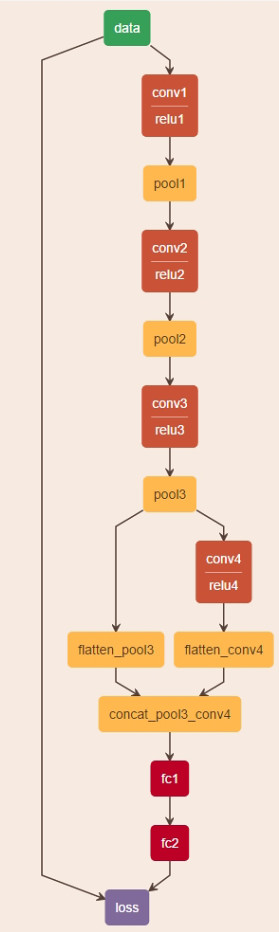 data
conv1
relu1
pool1
conv2
relu2
pool2
conv3
relu3
pool3
conv4
relu4
flatten_pool3
flatten_conv4
concat_pool3_conv4
fc1
fc2
loss